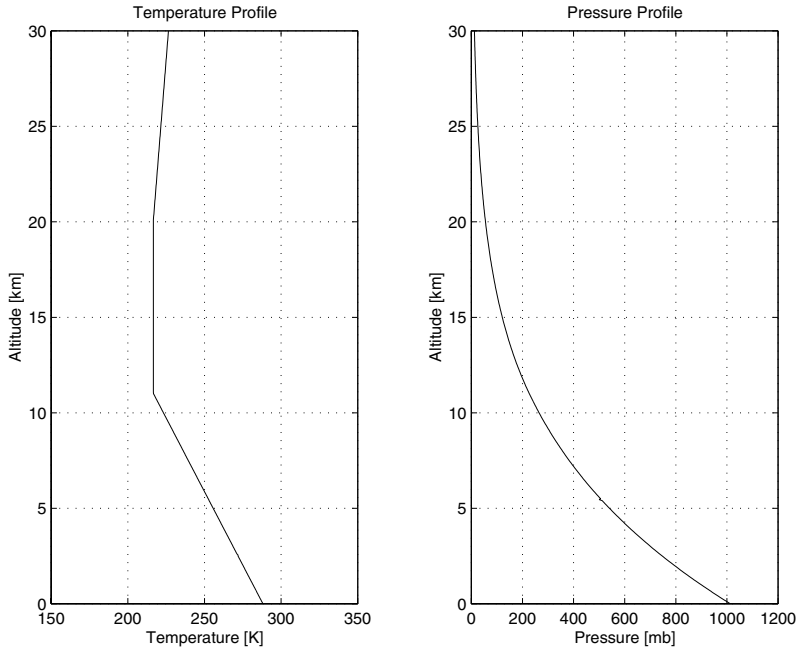 Temperature Profile
30
25
20
15
10
5
0
Altitude [km]
150 200 250 300 350
Temperature [K]
Pressure Profile
30
25
20
15
10
5
0
Altitude [km]
0 200 400 600 800 1000 1200
Pressure [mb]